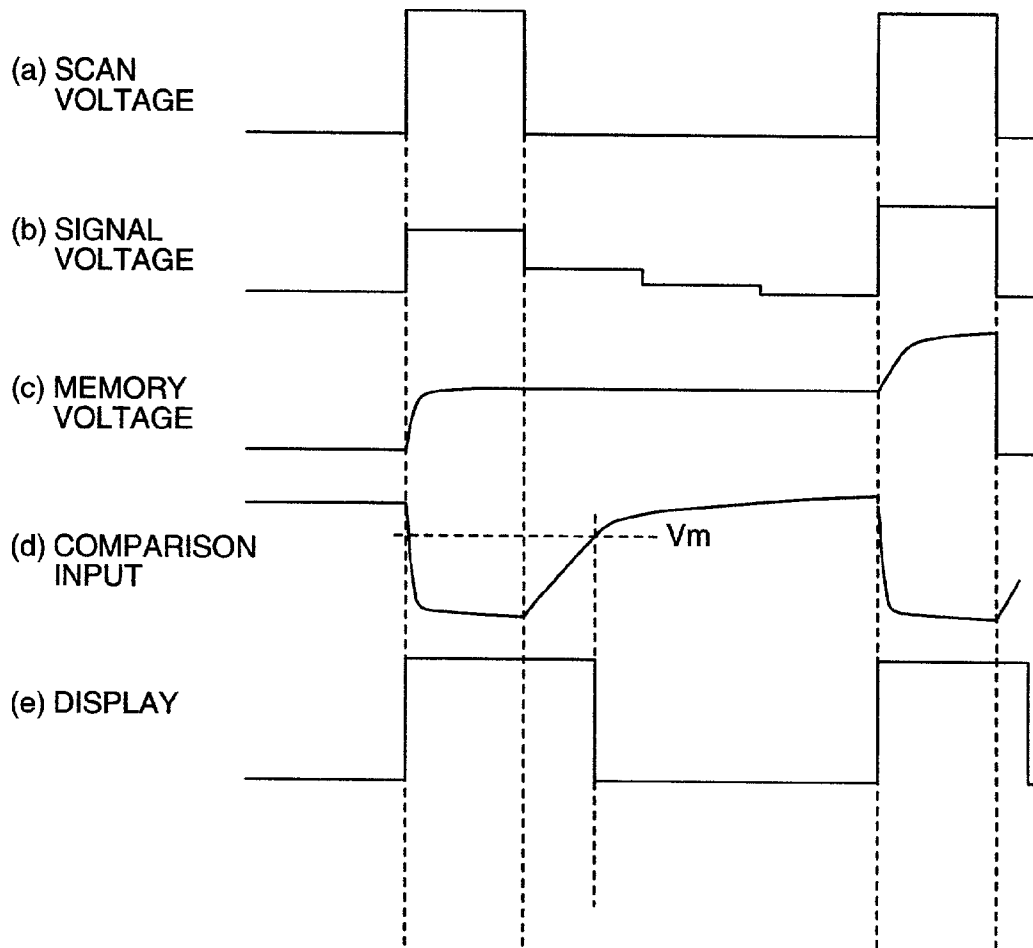 (a) SCAN
VOLTAGE
(b) SIGNAL
VOLTAGE
(c) MEMORY
VOLTAGE
(d) COMPARISON
INPUT
Vm
(e) DISPLAY